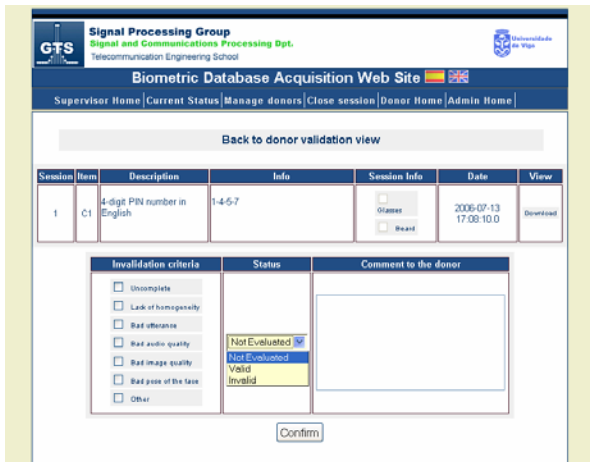 GTS
Signal Processing Group
Signal and Communications Processing Dpt.
Telecommunication Engineering School
Universidade de Vigo
Biometric Database Acquisition Web Site
Supervisor Home|Current Status|Manage donors|Close session|Donor Home|Admin Home|
Back to donor validation view
Session Item Description Info Session Info Date View
1 C1 4-digit PIN number in English 1-4-5-7 Glasses Beard 2006-07-13 17:08:10.0 Download
Invalidation criteria Status Comment to the donor
Uncomplete
Lack of homogeneity
Bad utterance
Bad audio quality
Bad image quality
Bad pose of the face
Other
Not Evaluated
Not Evaluated
Valid
Invalid
Confirm